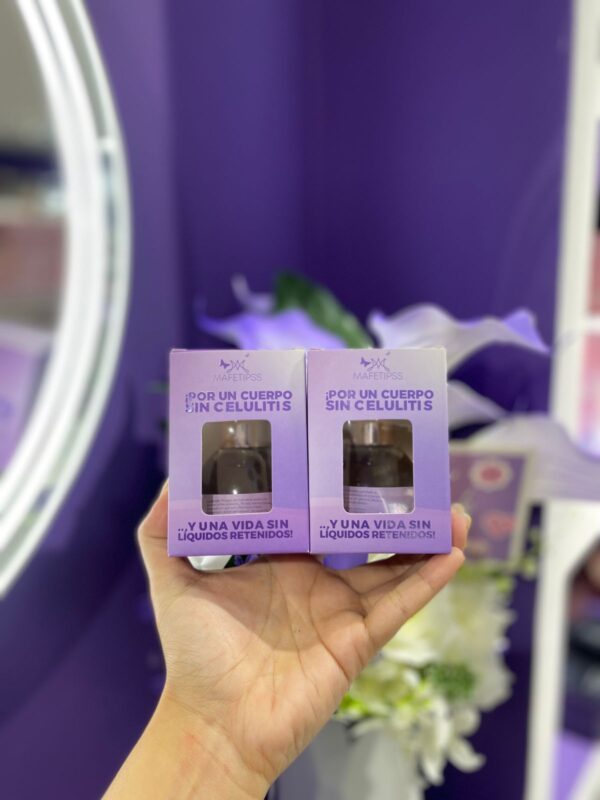 MAFETIPSS
¡POR UN CUERPO
SIN CELULITIS
...Y UNA VIDA SIN
LÍQUIDOS RETENIDOS!
MAFETIPSS
¡POR UN CUERPO
SIN CELULITIS
...Y UNA VIDA SIN
LÍQUIDOS RETENIDOS!